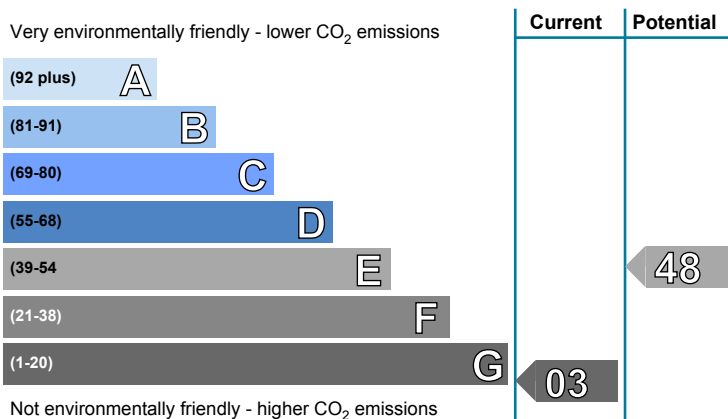 Current Potential
Very environmentally friendly - lower CO2 emissions
(92 plus) A
(81-91) B
(69-80) C
(55-68) D
(39-54 E
48
(21-38) F
(1-20) G
03
Not environmentally friendly - higher CO2 emissions